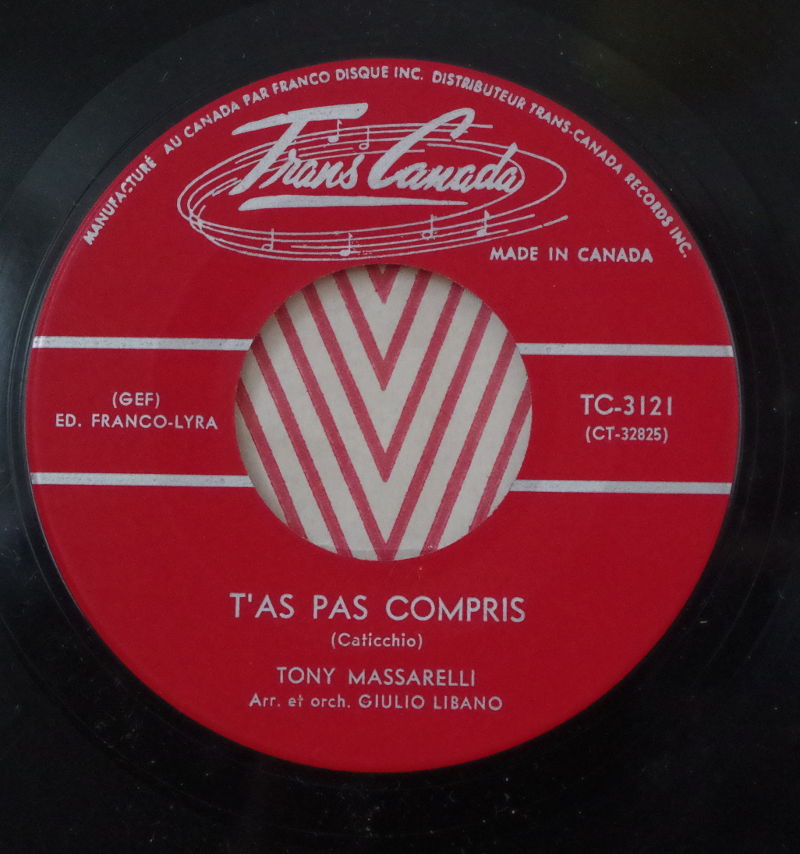 MANUFACTURÉ AU CANADA PAR FRANCO DISQUE INC. DISTRIBUTEUR TRANS-CANADA RECORDS INC.
Trans Canada
MADE IN CANADA
(GEF)
ED. FRANCO-LYRA
TC-3121
(CT-32825)
T'AS PAS COMPRIS
(Caticchio)
TONY MASSARELLI
Arr. et orch. GIULIO LIBANO